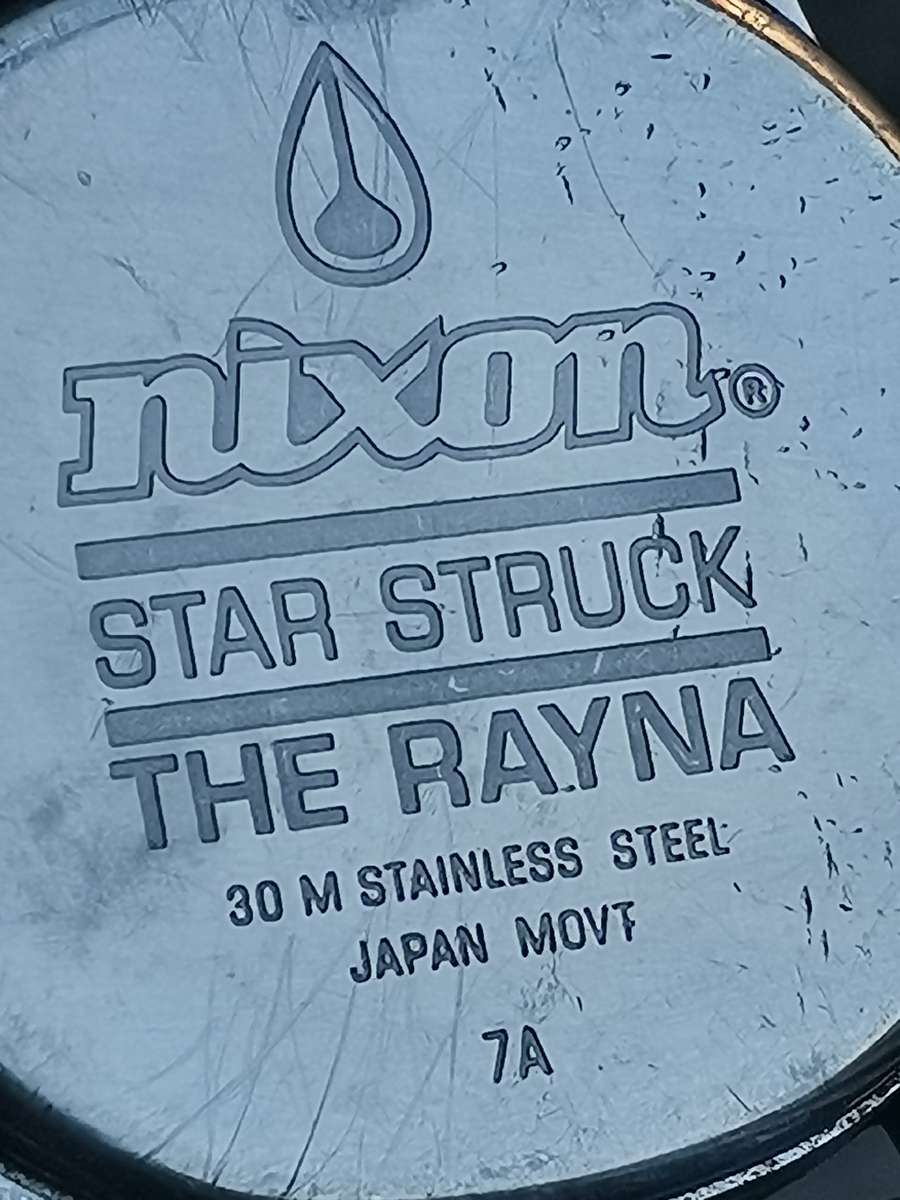 nixon®
STAR STRUCK
THE RAYNA
30 M STAINLESS STEEL
JAPAN MOVT
7A